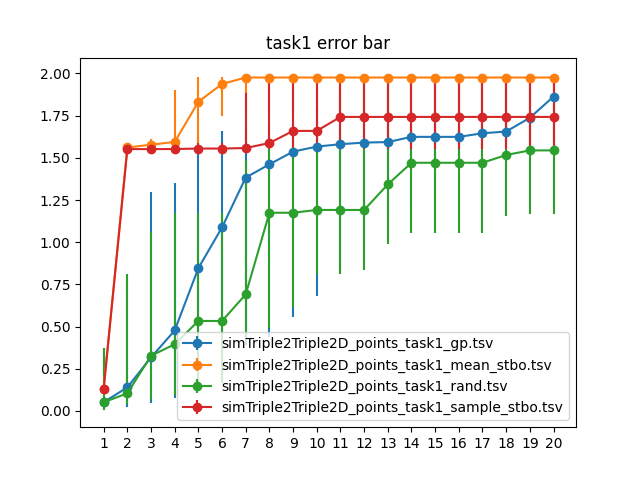 task1 error bar
2.00
1.75
1.50
1.25
1.00
0.75
0.50
0.25
0.00
simTriple2Triple2D_points_task1_gp.tsv
simTriple2Triple2D_points_task1_mean_stbo.tsv
simTriple2Triple2D_points_task1_rand.tsv
simTriple2Triple2D_points_task1_sample_stbo.tsv
1 2 3 4 5 6 7 8 9 10 11 12 13 14 15 16 17 18 19 20